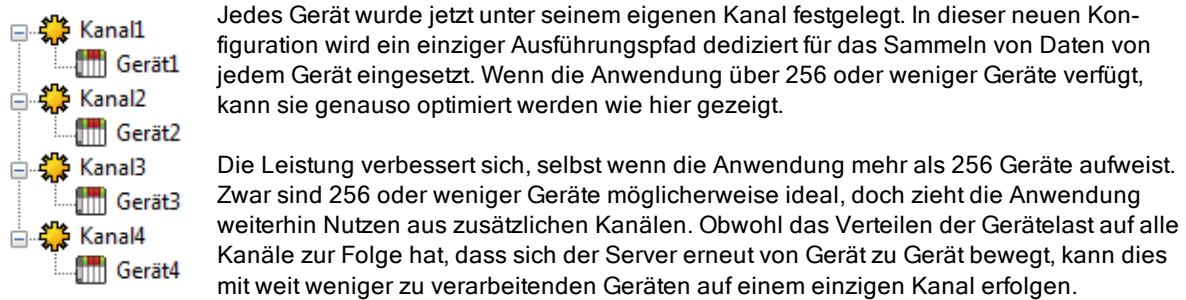 Kanal1
Gerät1
Kanal2
Gerät2
Kanal3
Gerät3
Kanal4
Gerät4
Jedes Gerät wurde jetzt unter seinem eigenen Kanal festgelegt. In dieser neuen Kon-
figuration wird ein einziger Ausführungspfad dediziert für das Sammeln von Daten von
jedem Gerät eingesetzt. Wenn die Anwendung über 256 oder weniger Geräte verfügt,
kann sie genauso optimiert werden wie hier gezeigt.
Die Leistung verbessert sich, selbst wenn die Anwendung mehr als 256 Geräte aufweist.
Zwar sind 256 oder weniger Geräte möglicherweise ideal, doch zieht die Anwendung
weiterhin Nutzen aus zusätzlichen Kanälen. Obwohl das Verteilen der Gerätelast auf alle
Kanäle zur Folge hat, dass sich der Server erneut von Gerät zu Gerät bewegt, kann dies
mit weit weniger zu verarbeitenden Geräten auf einem einzigen Kanal erfolgen.